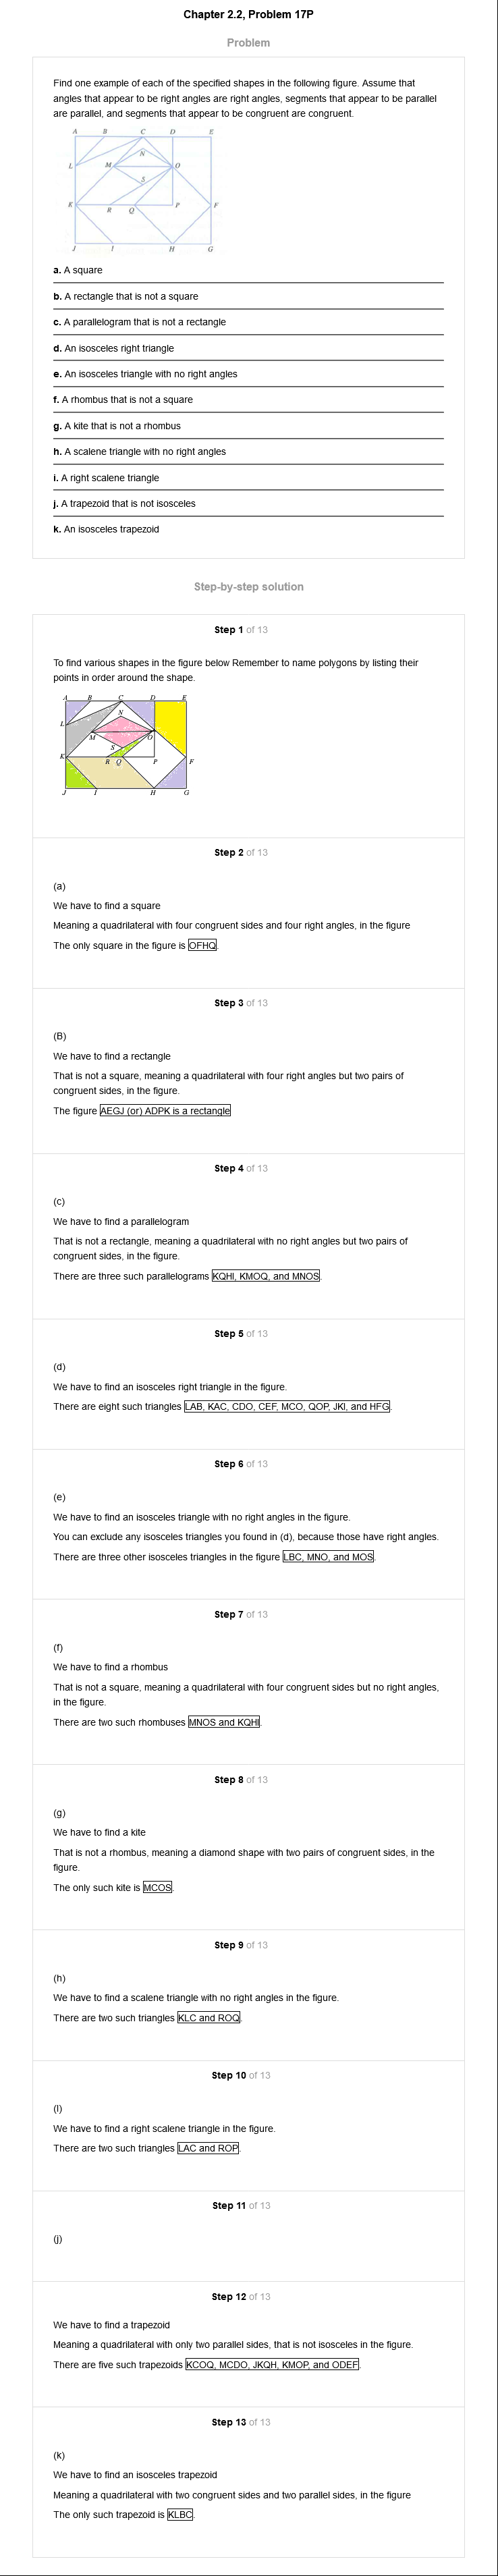 Chapter 2.2, Problem 17P
Problem
Find one example of each of the specified shapes in the following figure. Assume that
angles that appear to be right angles are right angles, segments that appear to be parallel
are parallel, and segments that appear to be congruent are congruent.
A B C D E
N
L M O
S
K R Q P F
J I H G
a. A square
b. A rectangle that is not a square
c. A parallelogram that is not a rectangle
d. An isosceles right triangle
e. An isosceles triangle with no right angles
f. A rhombus that is not a square
g. A kite that is not a rhombus
h. A scalene triangle with no right angles
i. A right scalene triangle
j. A trapezoid that is not isosceles
k. An isosceles trapezoid
Step-by-step solution
Step 1 of 13
To find various shapes in the figure below Remember to name polygons by listing their
points in order around the shape.
A B C D E
N
L
M O
S
K R Q P F
J I H G
Step 2 of 13
(a)
We have to find a square
Meaning a quadrilateral with four congruent sides and four right angles, in the figure
The only square in the figure is OFHQ.
Step 3 of 13
(B)
We have to find a rectangle
That is not a square, meaning a quadrilateral with four right angles but two pairs of
congruent sides, in the figure.
The figure AEGJ (or) ADPK is a rectangle
Step 4 of 13
(c)
We have to find a parallelogram
That is not a rectangle, meaning a quadrilateral with no right angles but two pairs of
congruent sides, in the figure.
There are three such parallelograms KQHI, KMOQ, and MNOS.
Step 5 of 13
(d)
We have to find an isosceles right triangle in the figure.
There are eight such triangles LAB, KAC, CDO, CEF, MCO, QOP, JKI, and HFG.
Step 6 of 13
(e)
We have to find an isosceles triangle with no right angles in the figure.
You can exclude any isosceles triangles you found in (d), because those have right angles.
There are three other isosceles triangles in the figure LBC, MNO, and MOS.
Step 7 of 13
(f)
We have to find a rhombus
That is not a square, meaning a quadrilateral with four congruent sides but no right angles,
in the figure.
There are two such rhombuses MNOS and KQHI.
Step 8 of 13
(g)
We have to find a kite
That is not a rhombus, meaning a diamond shape with two pairs of congruent sides, in the
figure.
The only such kite is MCOS.
Step 9 of 13
(h)
We have to find a scalene triangle with no right angles in the figure.
There are two such triangles KLC and ROQ.
Step 10 of 13
(I)
We have to find a right scalene triangle in the figure.
There are two such triangles LAC and ROP.
Step 11 of 13
(j)
Step 12 of 13
We have to find a trapezoid
Meaning a quadrilateral with only two parallel sides, that is not isosceles in the figure.
There are five such trapezoids KCOQ, MCDO, JKQH, KMOP, and ODEF.
Step 13 of 13
(k)
We have to find an isosceles trapezoid
Meaning a quadrilateral with two congruent sides and two parallel sides, in the figure
The only such trapezoid is KLBC.